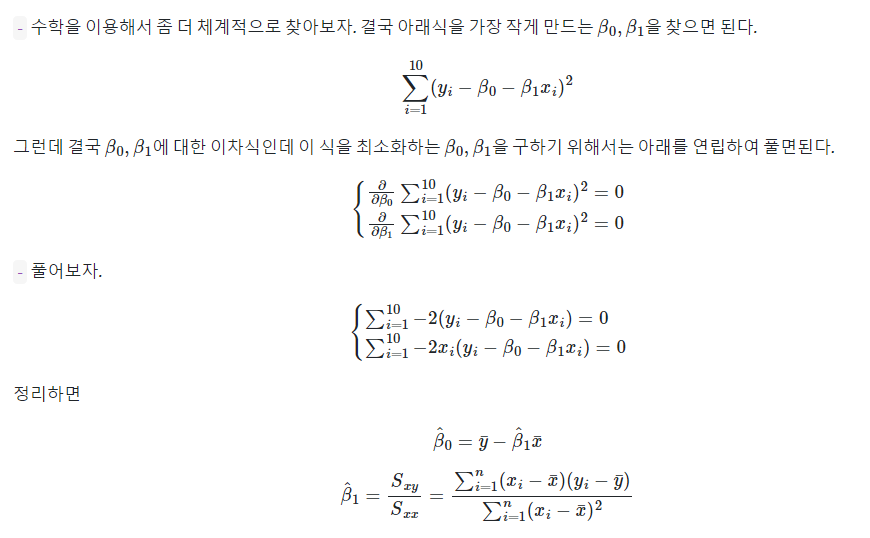 - 수학을 이용해서 좀 더 체계적으로 찾아보자. 결국 아래식을 가장 작게 만드는 $\beta_0, \beta_1$을 찾으면 된다.
$$\sum_{i=1}^{10}(y_i - \beta_0 - \beta_1 x_i)^2$$
그런데 결국 $\beta_0, \beta_1$에 대한 이차식인데 이 식을 최소화하는 $\beta_0, \beta_1$을 구하기 위해서는 아래를 연립하여 풀면된다.
$$\begin{cases} \frac{\partial}{\partial \beta_0} \sum_{i=1}^{10}(y_i - \beta_0 - \beta_1 x_i)^2 = 0 \\ \frac{\partial}{\partial \beta_1} \sum_{i=1}^{10}(y_i - \beta_0 - \beta_1 x_i)^2 = 0 \end{cases}$$
- 풀어보자.
$$\begin{cases} \sum_{i=1}^{10} -2(y_i - \beta_0 - \beta_1 x_i) = 0 \\ \sum_{i=1}^{10} -2x_i(y_i - \beta_0 - \beta_1 x_i) = 0 \end{cases}$$
정리하면
$$\hat{\beta}_0 = \bar{y} - \hat{\beta}_1 \bar{x}$$
$$\hat{\beta}_1 = \frac{S_{xy}}{S_{xx}} = \frac{\sum_{i=1}^{n}(x_i - \bar{x})(y_i - \bar{y})}{\sum_{i=1}^{n}(x_i - \bar{x})^2}$$